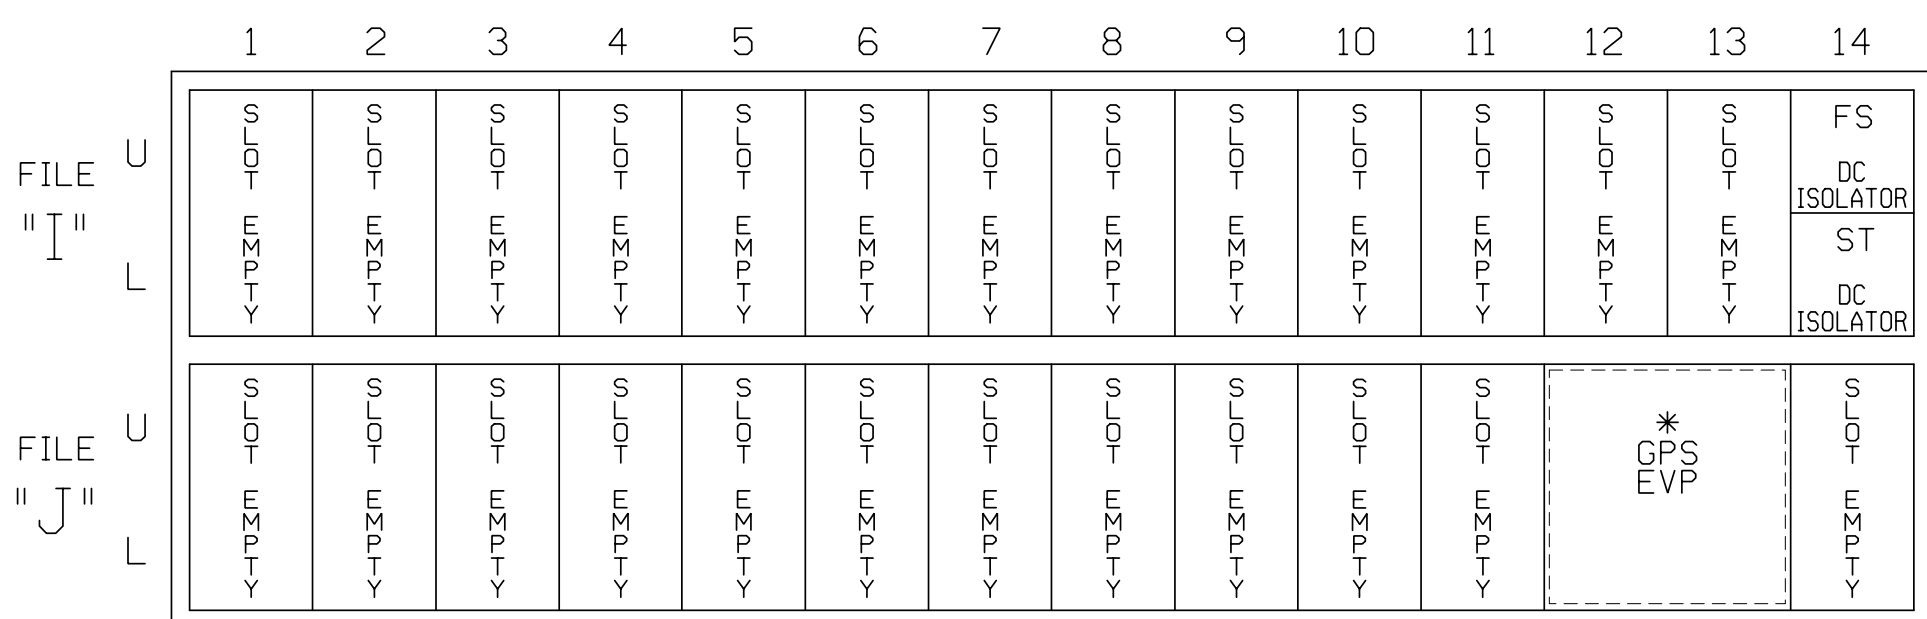 1 2 3 4 5 6 7 8 9 10 11 12 13 14
FILE "I"
U
L
SLOT EMPTY
SLOT EMPTY
SLOT EMPTY
SLOT EMPTY
SLOT EMPTY
SLOT EMPTY
SLOT EMPTY
SLOT EMPTY
SLOT EMPTY
SLOT EMPTY
SLOT EMPTY
SLOT EMPTY
SLOT EMPTY
FS
DC
ISOLATOR
ST
DC
ISOLATOR
FILE "J"
U
L
SLOT EMPTY
SLOT EMPTY
SLOT EMPTY
SLOT EMPTY
SLOT EMPTY
SLOT EMPTY
SLOT EMPTY
SLOT EMPTY
SLOT EMPTY
SLOT EMPTY
SLOT EMPTY
*
GPS
EVP
SLOT EMPTY